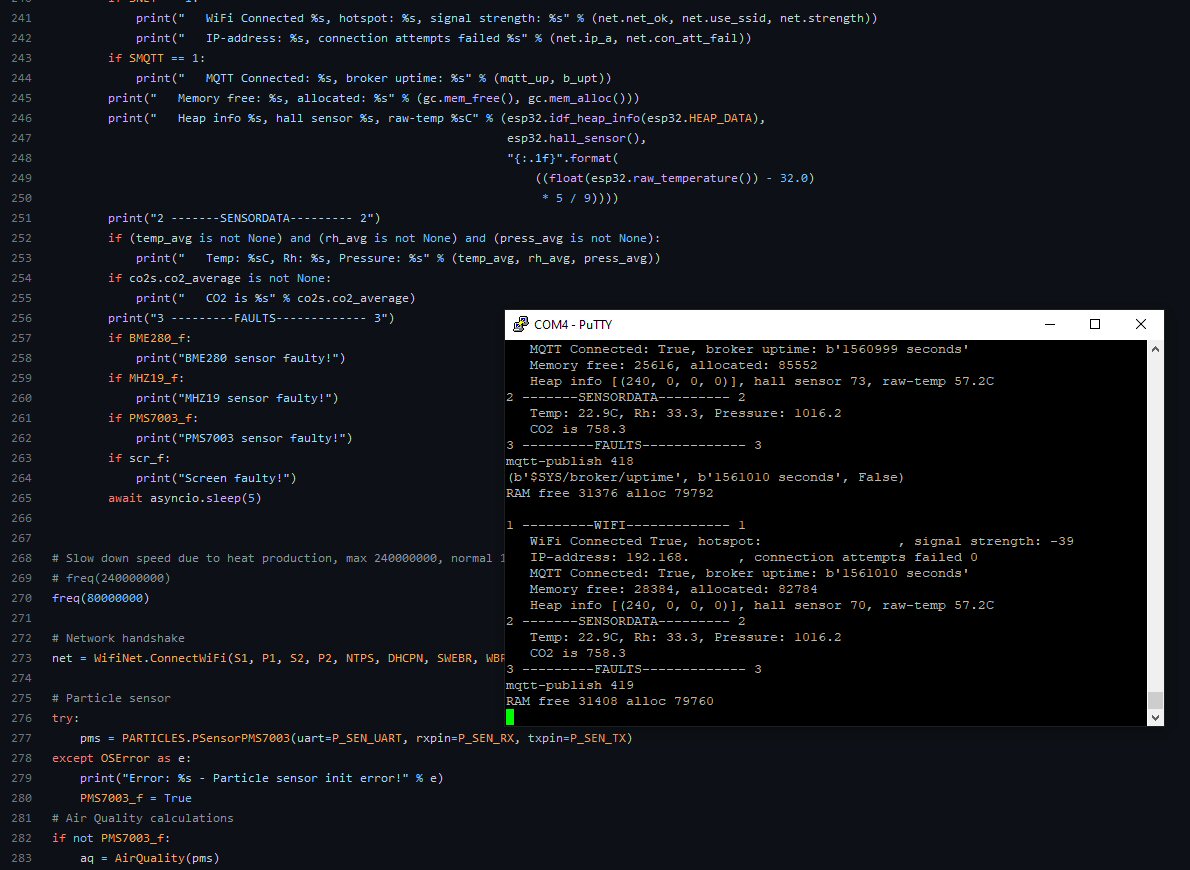 240 if SNET == 1:
241 print("   WiFi Connected %s, hotspot: %s, signal strength: %s" % (net.net_ok, net.use_ssid, net.strength))
242 print("   IP-address: %s, connection attempts failed %s" % (net.ip_a, net.con_att_fail))
243 if SMQTT == 1:
244 print("   MQTT Connected: %s, broker uptime: %s" % (mqtt_up, b_upt))
245 print("   Memory free: %s, allocated: %s" % (gc.mem_free(), gc.mem_alloc()))
246 print("   Heap info %s, hall sensor %s, raw-temp %sC" % (esp32.idf_heap_info(esp32.HEAP_DATA),
247 esp32.hall_sensor(),
248 "{:.1f}".format(
249 ((float(esp32.raw_temperature()) - 32.0)
250 * 5 / 9))))
251 print("2 -------SENSORDATA--------- 2")
252 if (temp_avg is not None) and (rh_avg is not None) and (press_avg is not None):
253 print("   Temp: %sC, Rh: %s, Pressure: %s" % (temp_avg, rh_avg, press_avg))
254 if co2s.co2_average is not None:
255 print("   CO2 is %s" % co2s.co2_average)
256 print("3 ---------FAULTS------------- 3")
257 if BME280_f:
258 print("BME280 sensor faulty!")
259 if MHZ19_f:
260 print("MHZ19 sensor faulty!")
261 if PMS7003_f:
262 print("PMS7003 sensor faulty!")
263 if scr_f:
264 print("Screen faulty!")
265 await asyncio.sleep(5)
266
267
268 # Slow down speed due to heat production, max 240000000, normal 1
269 # freq(240000000)
270 freq(80000000)
271
272 # Network handshake
273 net = WifiNet.ConnectWiFi(S1, P1, S2, P2, NTPS, DHCPN, SWEBR, WBR
274
275 # Particle sensor
276 try:
277 pms = PARTICLES.PSensorPMS7003(uart=P_SEN_UART, rxpin=P_SEN_RX, txpin=P_SEN_TX)
278 except OSError as e:
279 print("Error: %s - Particle sensor init error!" % e)
280 PMS7003_f = True
281 # Air Quality calculations
282 if not PMS7003_f:
283 aq = AirQuality(pms)
COM4 - PuTTY
MQTT Connected: True, broker uptime: b'1560999 seconds'
Memory free: 25616, allocated: 85552
Heap info [(240, 0, 0, 0)], hall sensor 73, raw-temp 57.2C
2 -------SENSORDATA--------- 2
Temp: 22.9C, Rh: 33.3, Pressure: 1016.2
CO2 is 758.3
3 ---------FAULTS------------- 3
mqtt-publish 418
(b'$SYS/broker/uptime', b'1561010 seconds', False)
RAM free 31376 alloc 79792
1 ---------WIFI------------- 1
WiFi Connected True, hotspot: , signal strength: -39
IP-address: 192.168. , connection attempts failed 0
MQTT Connected: True, broker uptime: b'1561010 seconds'
Memory free: 28384, allocated: 82784
Heap info [(240, 0, 0, 0)], hall sensor 70, raw-temp 57.2C
2 -------SENSORDATA--------- 2
Temp: 22.9C, Rh: 33.3, Pressure: 1016.2
CO2 is 758.3
3 ---------FAULTS------------- 3
mqtt-publish 419
RAM free 31408 alloc 79760